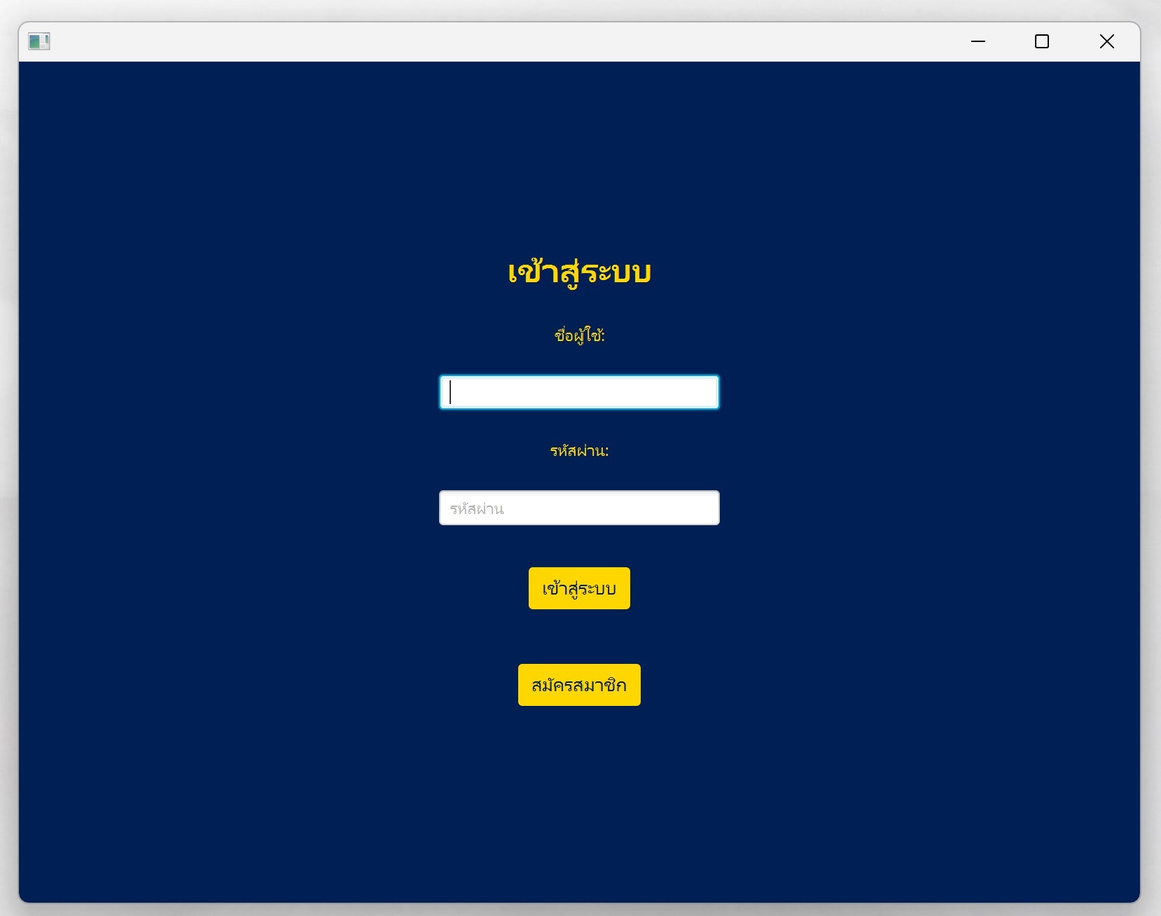 เข้าสู่ระบบ
ชื่อผู้ใช้:
รหัสผ่าน:
รหัสผ่าน
เข้าสู่ระบบ
สมัครสมาชิก